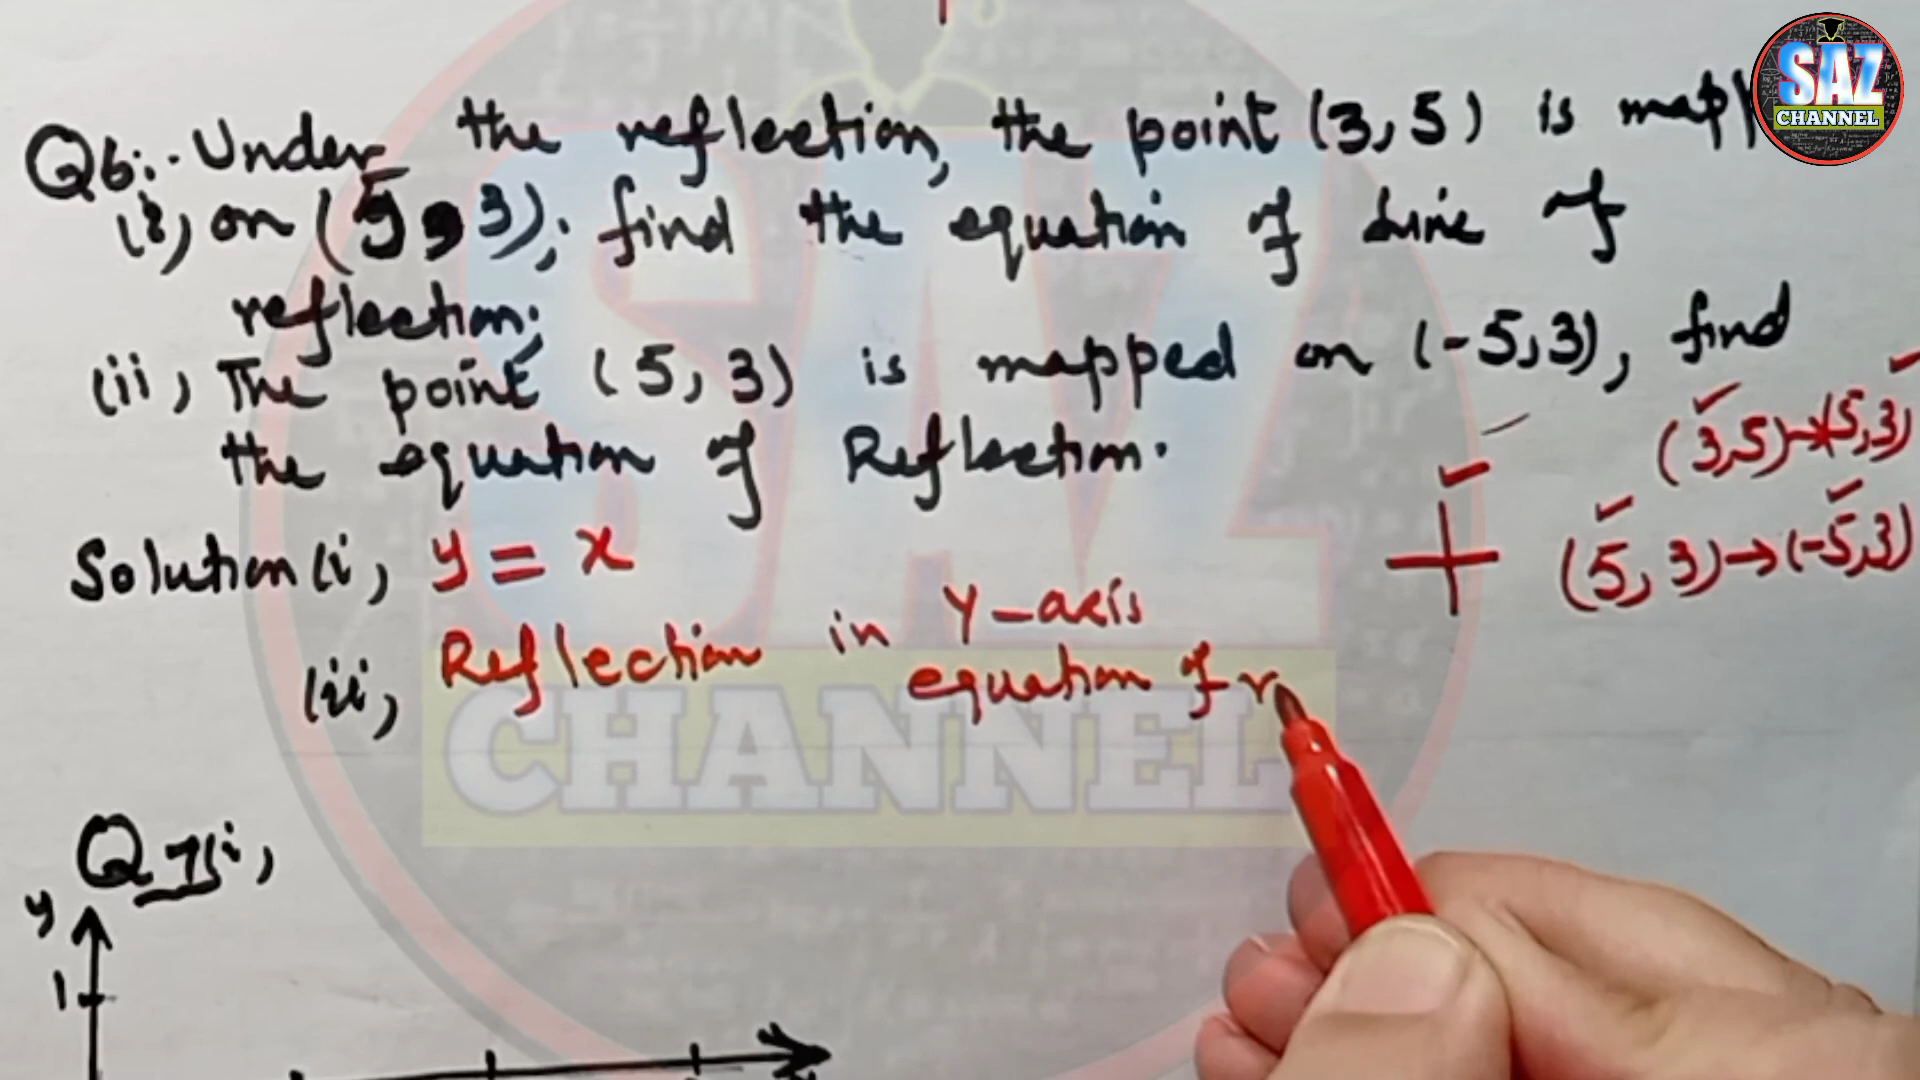 Q6:- Under the reflection, the point (3,5) is mapp
(i) on (5,3); find the equation of Line of
reflection.
(ii) The point (5,3) is mapped on (-5,3), find
the equation of Reflection.
(3,5)→(5,3)
(5,3)→(-5,3)
Solution (i) y = x
(ii) Reflection in Y-axis
equation of r
Q 7(i)
y
1
SAZ
CHANNEL
SAZ
CHANNEL